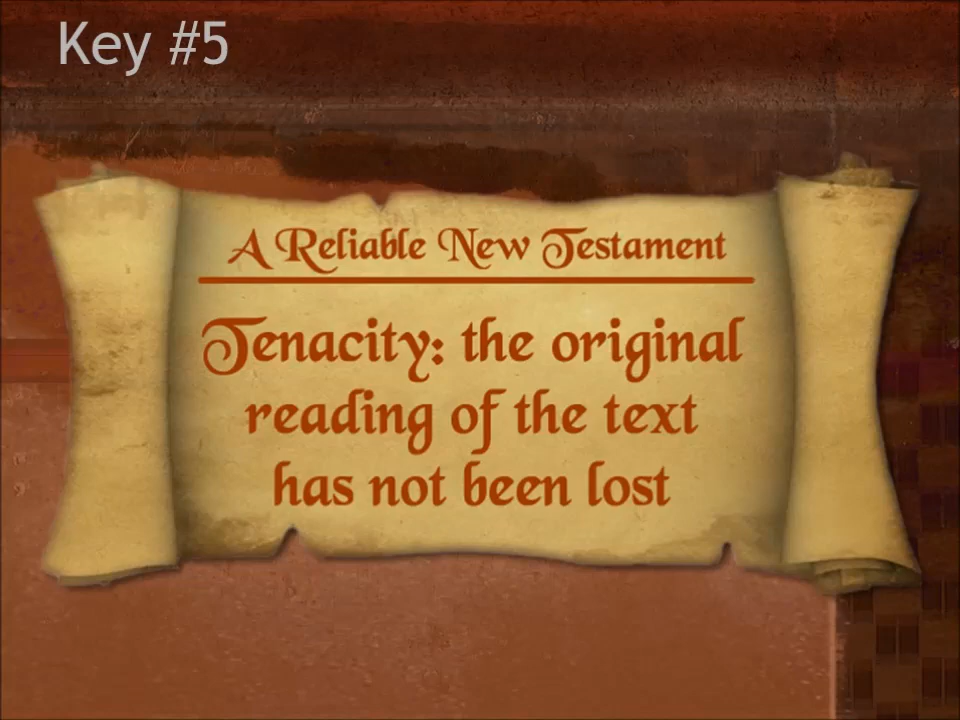 Key #5
A Reliable New Testament
Tenacity: the original
reading of the text
has not been lost